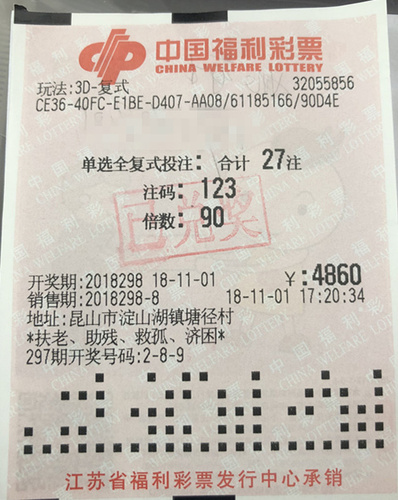 中国福利彩票
CHINA WELFARE LOTTERY
玩法:3D-复式 32055856
CE36-40FC-E1BE-D407-AA08/61185166/90D4E
单选全复式投注: 合计 27注
注码: 123
倍数: 90
已兑奖
开奖期:2018298 18-11-01 ¥:4860
销售期:2018298-8 18-11-01 17:20:34
地址:昆山市淀山湖镇塘径村
*扶老、助残、救孤、济困*
297期开奖号码:2-8-9
江苏省福利彩票发行中心承销